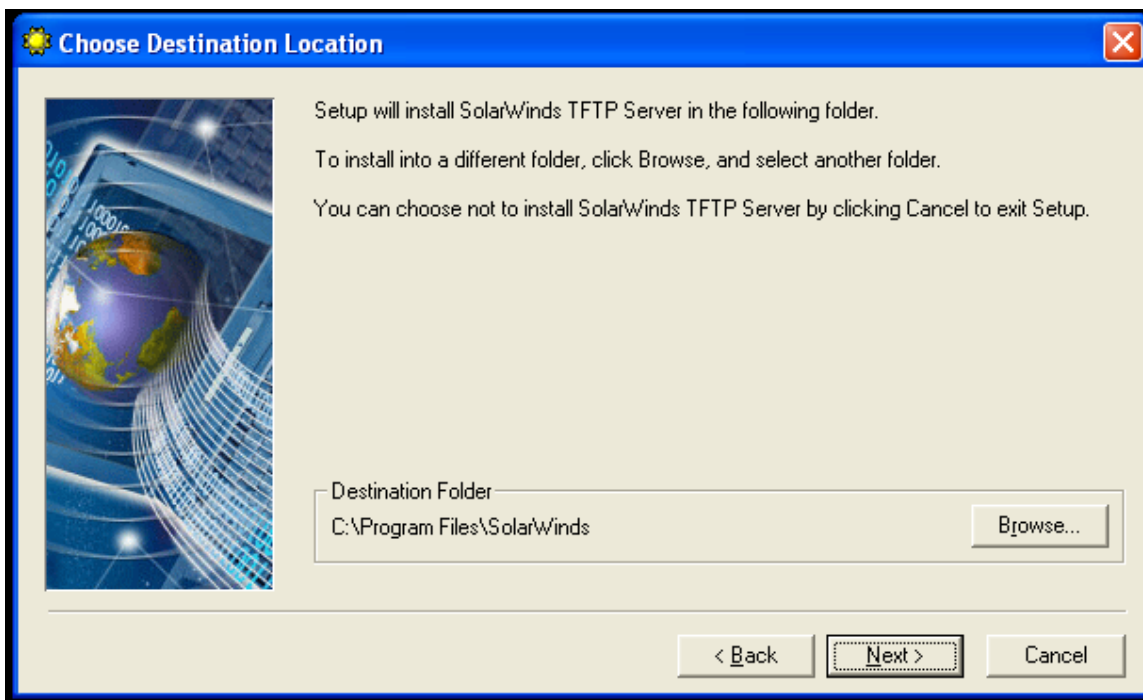 Choose Destination Location
Setup will install SolarWinds TFTP Server in the following folder.
To install into a different folder, click Browse, and select another folder.
You can choose not to install SolarWinds TFTP Server by clicking Cancel to exit Setup.
Destination Folder
C:\Program Files\SolarWinds
Browse...
< Back
Next >
Cancel